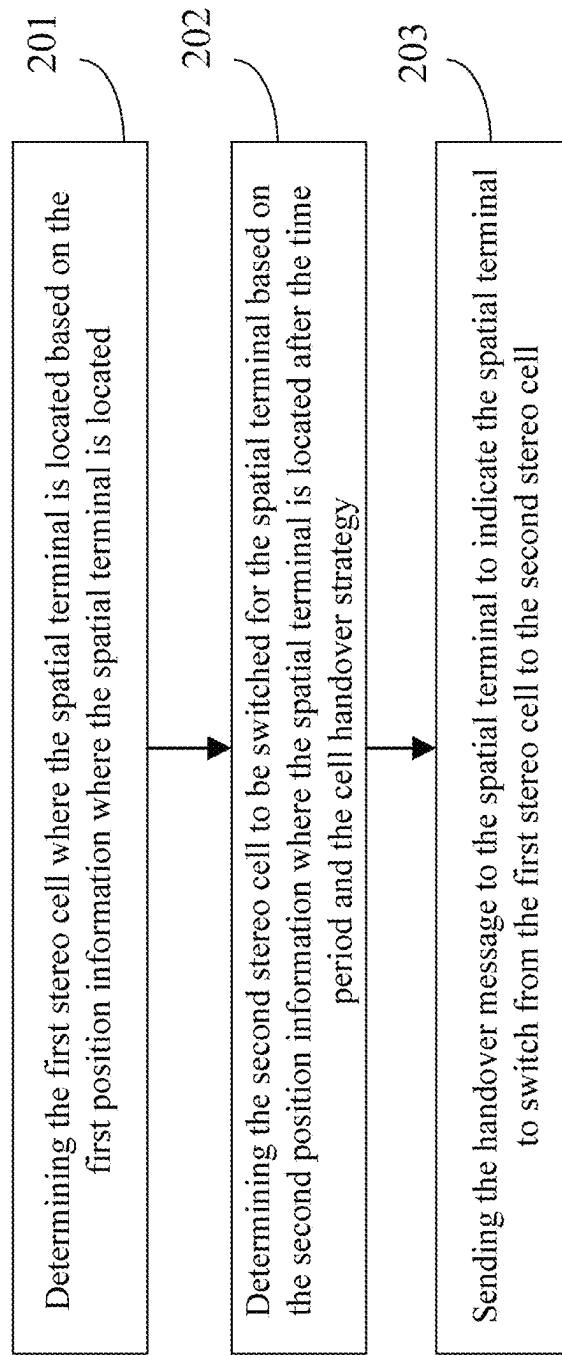 Determining the first stereo cell where the spatial terminal is located based on the
first position information where the spatial terminal is located
201
Determining the second stereo cell to be switched for the spatial terminal based on
the second position information where the spatial terminal is located after the time
period and the cell handover strategy
202
Sending the handover message to the spatial terminal to indicate the spatial terminal
to switch from the first stereo cell to the second stereo cell
203